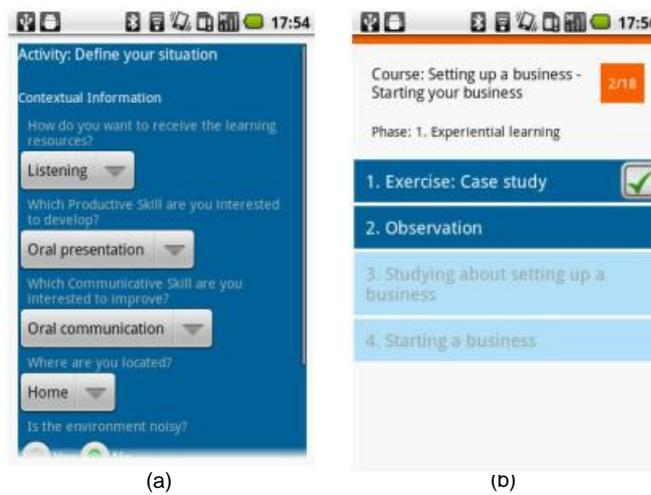 17:54
Activity: Define your situation
Contextual Information
How do you want to receive the learning
resources?
Listening
Which Productive Skill are you interested
to develop?
Oral presentation
Which Communicative Skill are you
interested to improve?
Oral communication
Where are you located?
Home
Is the environment noisy?
(a)
Course: Setting up a business -
Starting your business
2/18
Phase: 1. Experiential learning
1. Exercise: Case study
2. Observation
3. Studying about setting up a
business
4. Starting a business
(b)